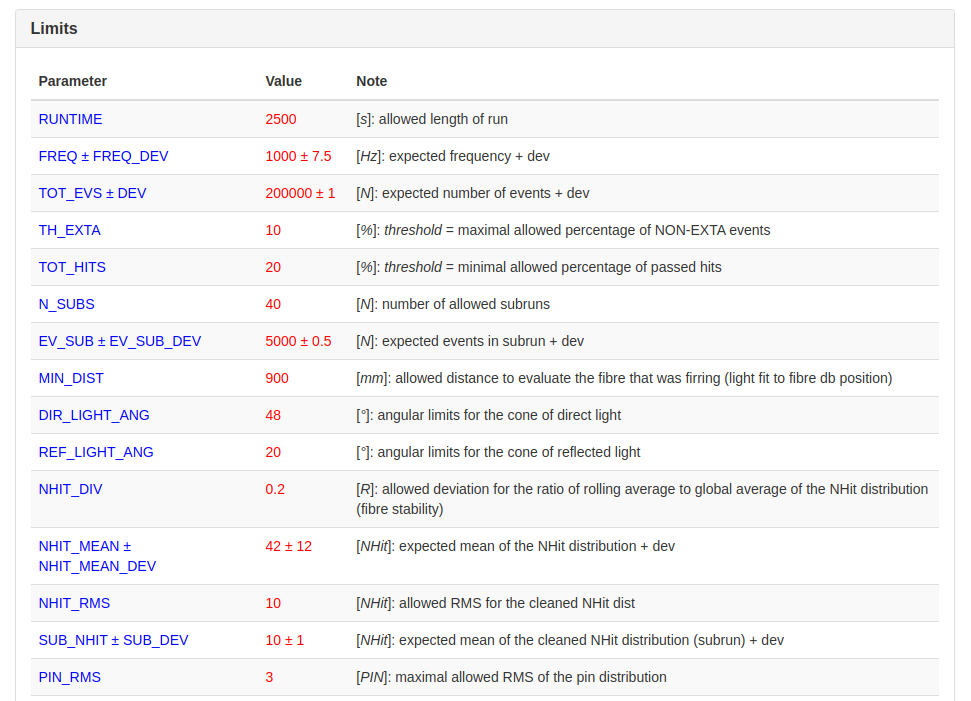 Limits
Parameter Value Note
RUNTIME 2500 [s]: allowed length of run
FREQ ± FREQ_DEV 1000 ± 7.5 [Hz]: expected frequency + dev
TOT_EVS ± DEV 200000 ± 1 [N]: expected number of events + dev
TH_EXTA 10 [%]: threshold = maximal allowed percentage of NON-EXTA events
TOT_HITS 20 [%]: threshold = minimal allowed percentage of passed hits
N_SUBS 40 [N]: number of allowed subruns
EV_SUB ± EV_SUB_DEV 5000 ± 0.5 [N]: expected events in subrun + dev
MIN_DIST 900 [mm]: allowed distance to evaluate the fibre that was firring (light fit to fibre db position)
DIR_LIGHT_ANG 48 [°]: angular limits for the cone of direct light
REF_LIGHT_ANG 20 [°]: angular limits for the cone of reflected light
NHIT_DIV 0.2 [R]: allowed deviation for the ratio of rolling average to global average of the NHit distribution
(fibre stability)
NHIT_MEAN ± 42 ± 12 [NHit]: expected mean of the NHit distribution + dev
NHIT_MEAN_DEV
NHIT_RMS 10 [NHit]: allowed RMS for the cleaned NHit dist
SUB_NHIT ± SUB_DEV 10 ± 1 [NHit]: expected mean of the cleaned NHit distribution (subrun) + dev
PIN_RMS 3 [PIN]: maximal allowed RMS of the pin distribution